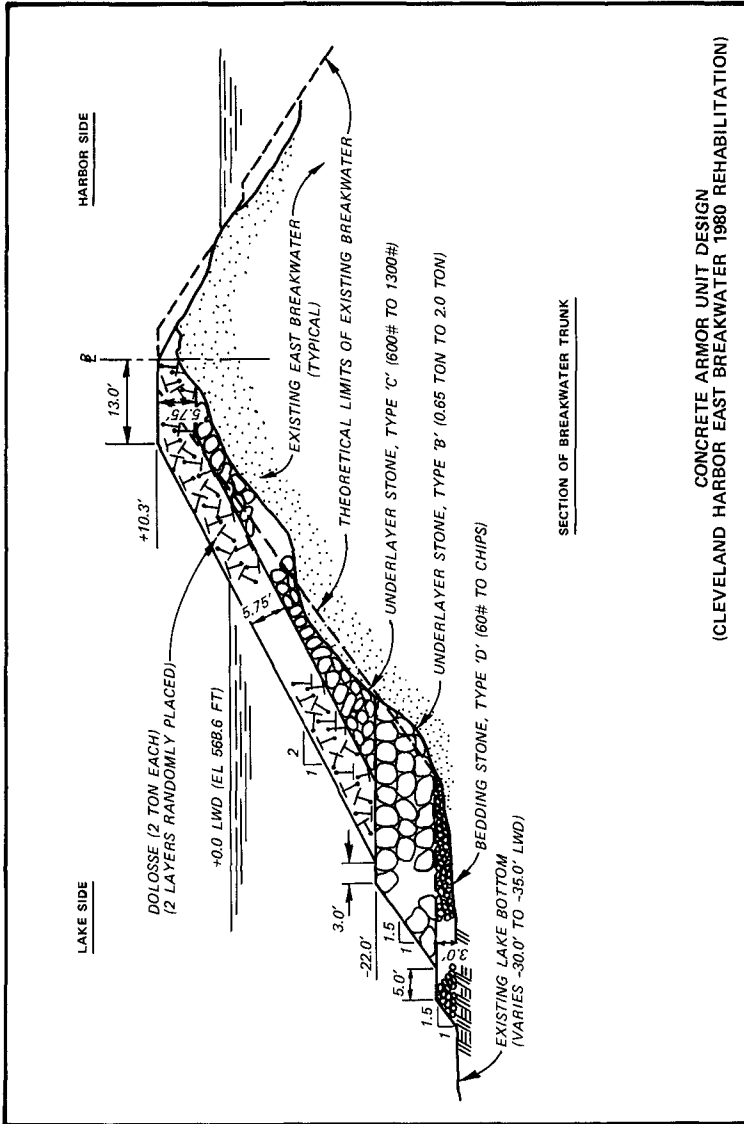 LAKE SIDE
HARBOR SIDE
DOLOSSE (2 TON EACH)
(2 LAYERS RANDOMLY PLACED)
+0.0 LWD (EL 568.6 FT)
+10.3'
13.0'
5.75'
5.75'
2
1
3.0'
-22.0'
1.5
1
5.0'
3.0'
1.5
1
EXISTING LAKE BOTTOM
(VARIES -30.0' TO -35.0' LWD)
EXISTING EAST BREAKWATER
(TYPICAL)
THEORETICAL LIMITS OF EXISTING BREAKWATER
UNDERLAYER STONE, TYPE 'C' (600# TO 1300#)
UNDERLAYER STONE, TYPE 'B' (0.65 TON TO 2.0 TON)
BEDDING STONE, TYPE 'D' (60# TO CHIPS)
SECTION OF BREAKWATER TRUNK
CONCRETE ARMOR UNIT DESIGN
(CLEVELAND HARBOR EAST BREAKWATER 1980 REHABILITATION)